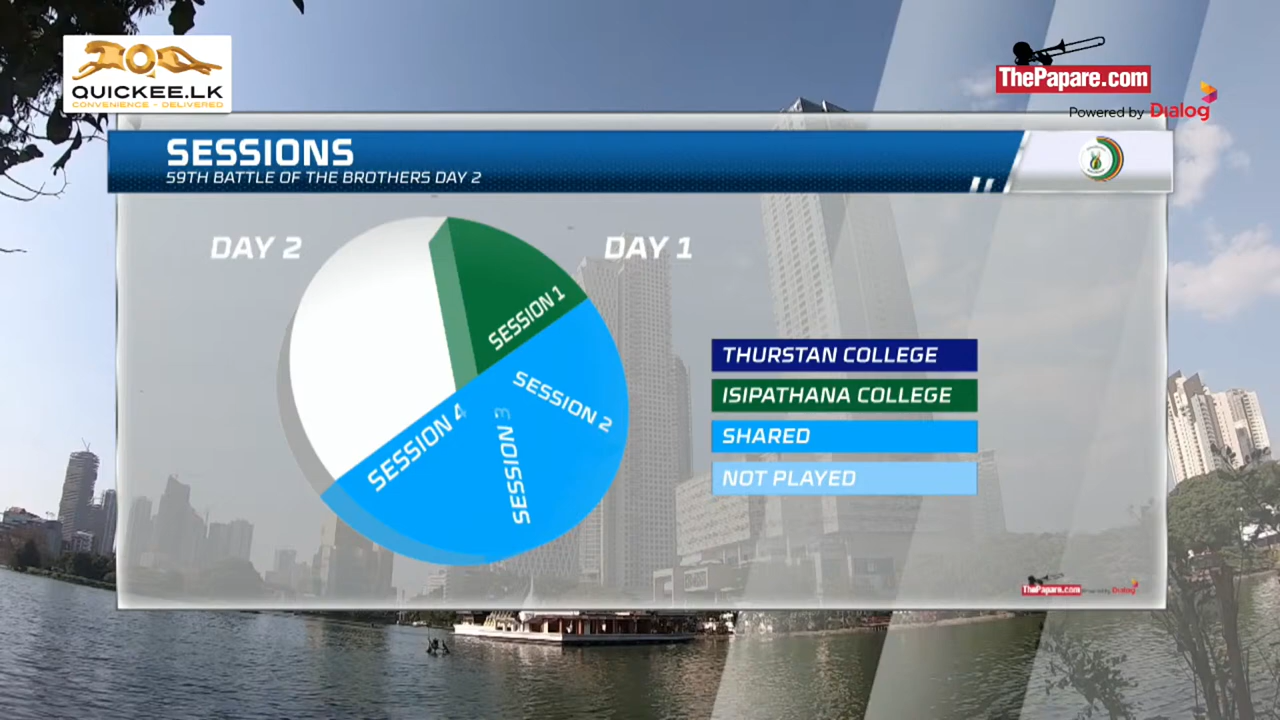 QUICKEE.LK
CONVENIENCE - DELIVERED
ThePapare.com
Powered by Dialog
SESSIONS
59TH BATTLE OF THE BROTHERS DAY 2
DAY 2
DAY 1
SESSION 1
SESSION 2
SESSION 3
SESSION 4
THURSTAN COLLEGE
ISIPATHANA COLLEGE
SHARED
NOT PLAYED
ThePapare.com
Dialog